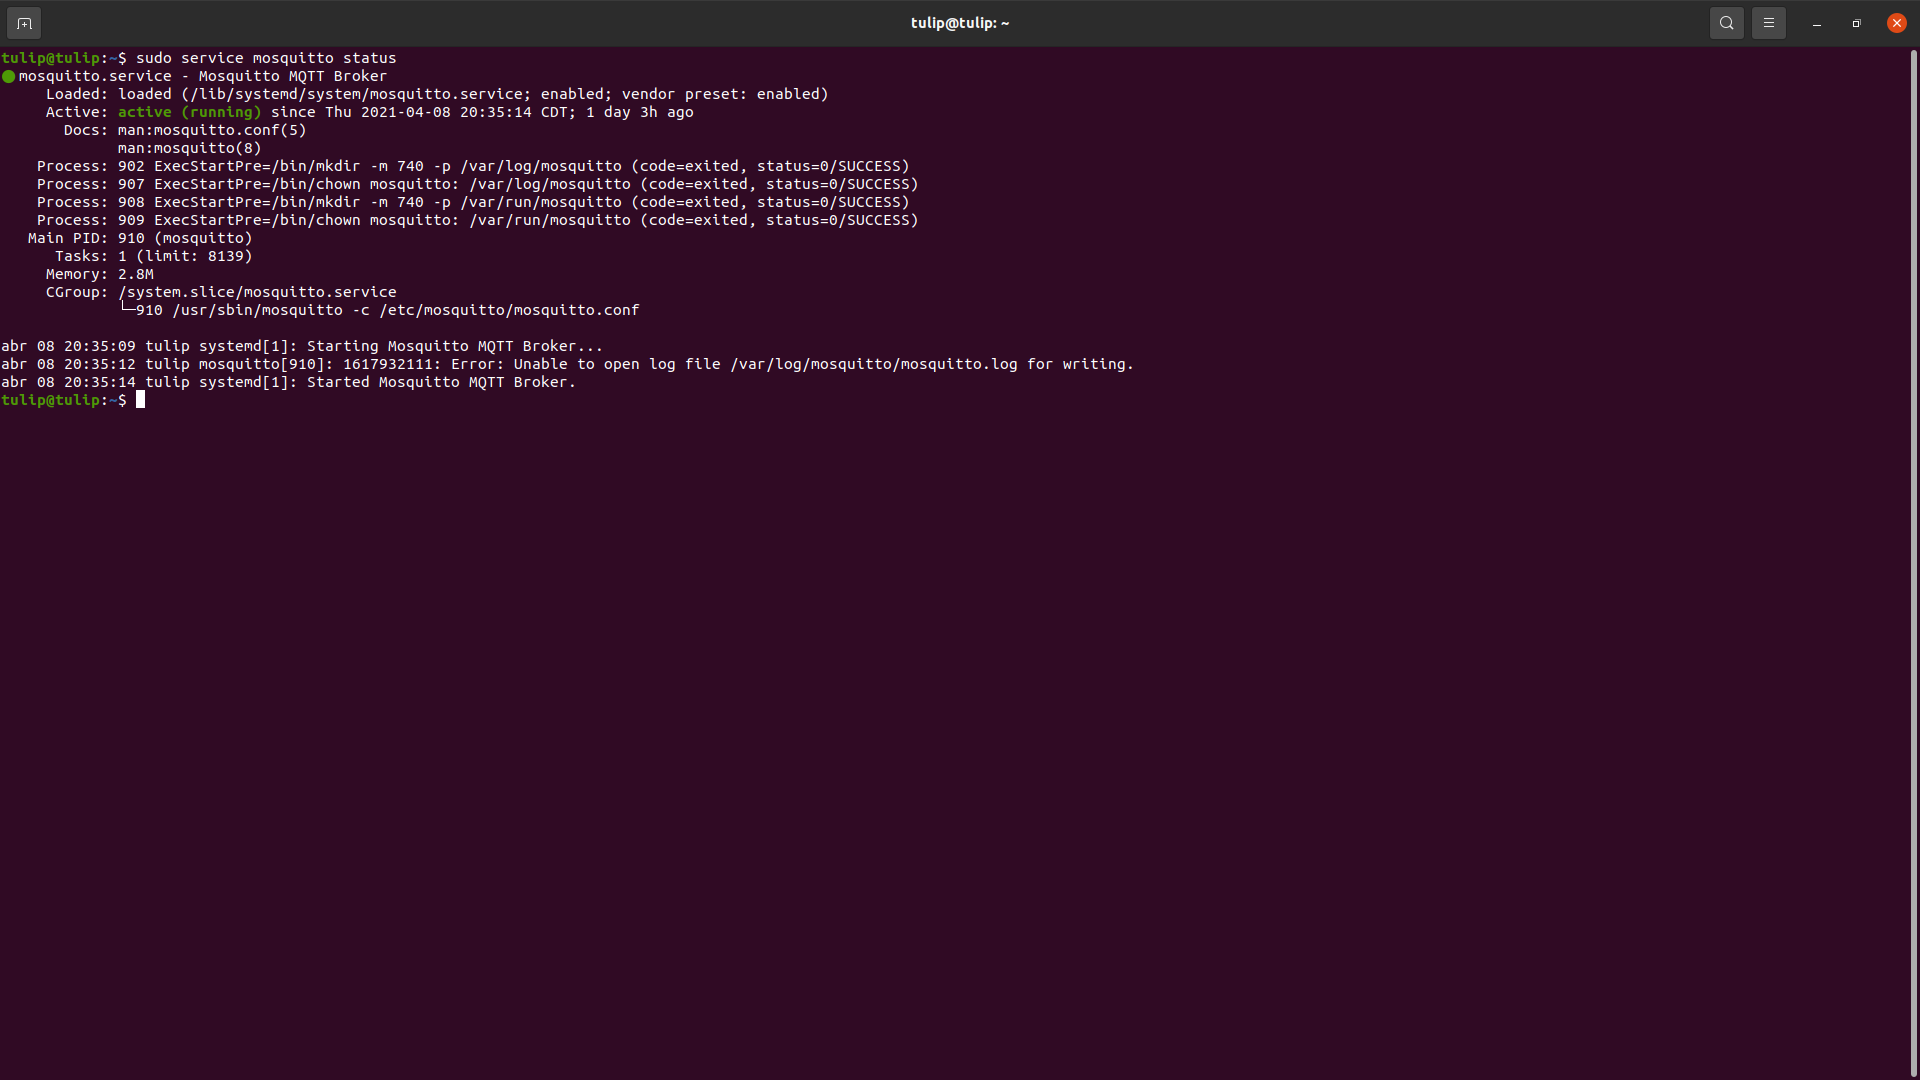 tulip@tulip: ~
tulip@tulip:~$ sudo service mosquitto status
● mosquitto.service - Mosquitto MQTT Broker
     Loaded: loaded (/lib/systemd/system/mosquitto.service; enabled; vendor preset: enabled)
     Active: active (running) since Thu 2021-04-08 20:35:14 CDT; 1 day 3h ago
       Docs: man:mosquitto.conf(5)
             man:mosquitto(8)
    Process: 902 ExecStartPre=/bin/mkdir -m 740 -p /var/log/mosquitto (code=exited, status=0/SUCCESS)
    Process: 907 ExecStartPre=/bin/chown mosquitto: /var/log/mosquitto (code=exited, status=0/SUCCESS)
    Process: 908 ExecStartPre=/bin/mkdir -m 740 -p /var/run/mosquitto (code=exited, status=0/SUCCESS)
    Process: 909 ExecStartPre=/bin/chown mosquitto: /var/run/mosquitto (code=exited, status=0/SUCCESS)
   Main PID: 910 (mosquitto)
      Tasks: 1 (limit: 8139)
     Memory: 2.8M
     CGroup: /system.slice/mosquitto.service
             └─910 /usr/sbin/mosquitto -c /etc/mosquitto/mosquitto.conf
abr 08 20:35:09 tulip systemd[1]: Starting Mosquitto MQTT Broker...
abr 08 20:35:12 tulip mosquitto[910]: 1617932111: Error: Unable to open log file /var/log/mosquitto/mosquitto.log for writing.
abr 08 20:35:14 tulip systemd[1]: Started Mosquitto MQTT Broker.
tulip@tulip:~$